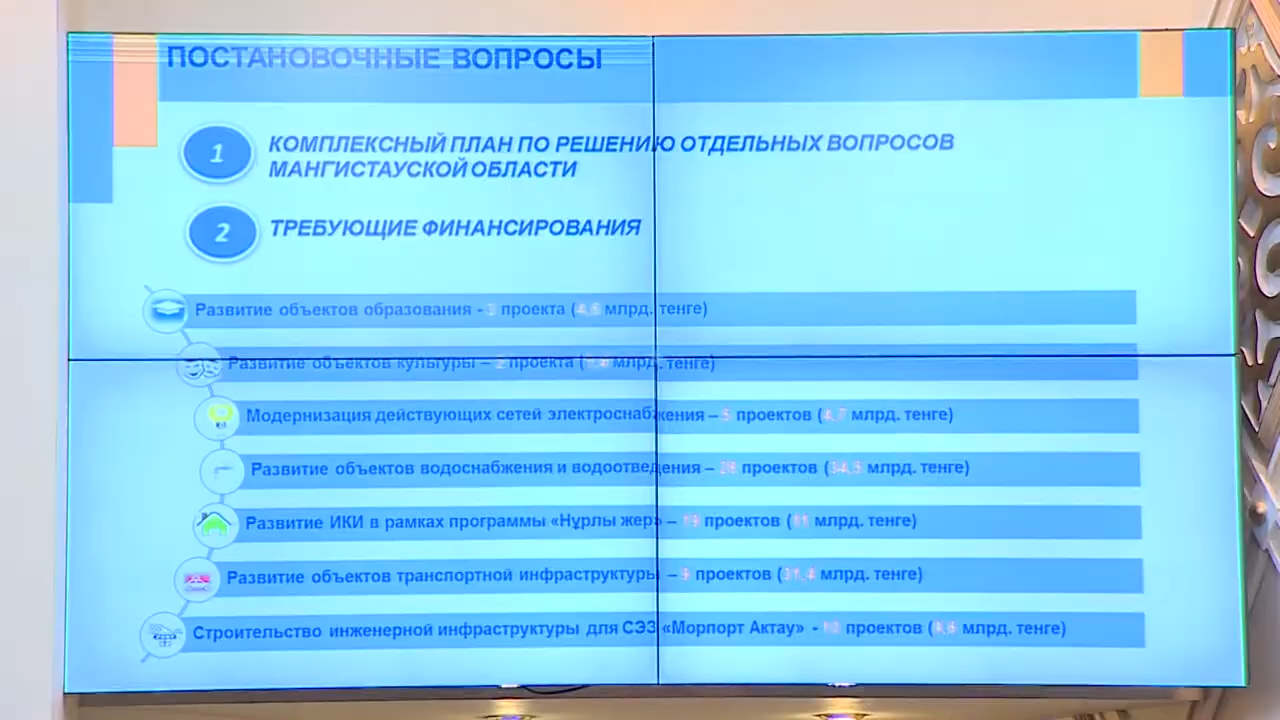 ПОСТАНОВОЧНЫЕ ВОПРОСЫ
1
КОМПЛЕКСНЫЙ ПЛАН ПО РЕШЕНИЮ ОТДЕЛЬНЫХ ВОПРОСОВ
МАНГИСТАУСКОЙ ОБЛАСТИ
2
ТРЕБУЮЩИЕ ФИНАНСИРОВАНИЯ
Развитие объектов образования - проекта ( млрд. тенге)
Развитие объектов культуры – проекта ( млрд. тенге)
Модернизация действующих сетей электроснабжения – проектов ( млрд. тенге)
Развитие объектов водоснабжения и водоотведения – проектов ( млрд. тенге)
Развитие ИКИ в рамках программы «Нұрлы жер» – проектов ( млрд. тенге)
Развитие объектов транспортной инфраструктуры – проектов ( млрд. тенге)
Строительство инженерной инфраструктуры для СЭЗ «Морпорт Актау» - проектов ( млрд. тенге)